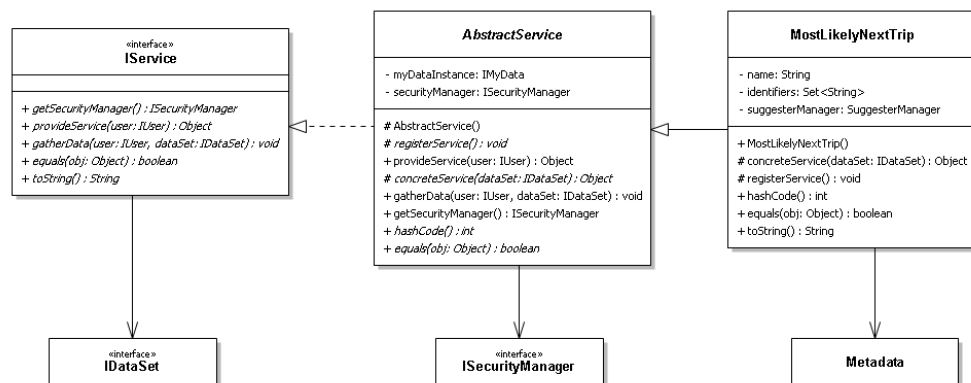 «interface»
IService
+ getSecurityManager() : ISecurityManager
+ provideService(user: IUser) : Object
+ gatherData(user: IUser, dataSet: IDataSet) : void
+ equals(obj: Object) : boolean
+ toString() : String
AbstractService
- myDataInstance: IMyData
- securityManager: ISecurityManager
# AbstractService()
# registerService() : void
+ provideService(user: IUser) : Object
# concreteService(dataSet: IDataSet) : Object
+ gatherData(user: IUser, dataSet: IDataSet) : void
+ getSecurityManager() : ISecurityManager
+ hashCode() : int
+ equals(obj: Object) : boolean
MostLikelyNextTrip
- name: String
- identifiers: Set<String>
- suggesterManager: SuggesterManager
+ MostLikelyNextTrip()
# concreteService(dataSet: IDataSet) : Object
# registerService() : void
+ hashCode() : int
+ equals(obj: Object) : boolean
+ toString() : String
«interface»
IDataSet
«interface»
ISecurityManager
Metadata